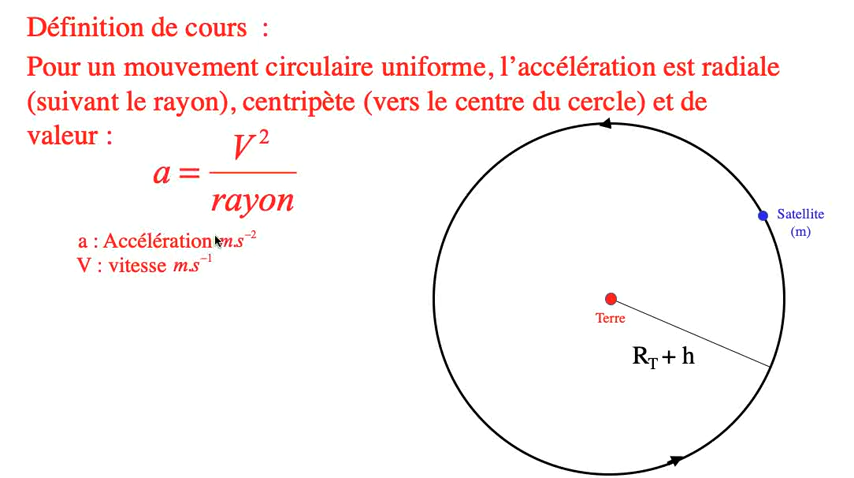 Définition de cours :
Pour un mouvement circulaire uniforme, l’accélération est radiale
(suivant le rayon), centripète (vers le centre du cercle) et de
valeur :
a = V² / rayon
a : Accélération m.s⁻²
V : vitesse m.s⁻¹
Satellite
(m)
Terre
R_T + h